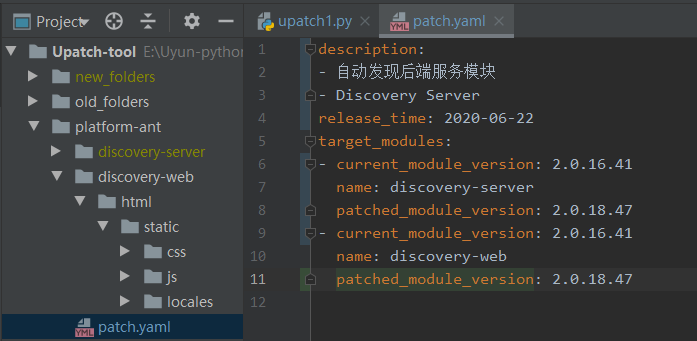 Project
upatch1.py
patch.yaml
Upatch-tool E:\Uyun-python
new_folders
old_folders
platform-ant
discovery-server
discovery-web
html
static
css
js
locales
patch.yaml
1 description:
2 - 自动发现后端服务模块
3 - Discovery Server
4 release_time: 2020-06-22
5 target_modules:
6 - current_module_version: 2.0.16.41
7 name: discovery-server
8 patched_module_version: 2.0.18.47
9 - current_module_version: 2.0.16.41
10 name: discovery-web
11 patched_module_version: 2.0.18.47
12